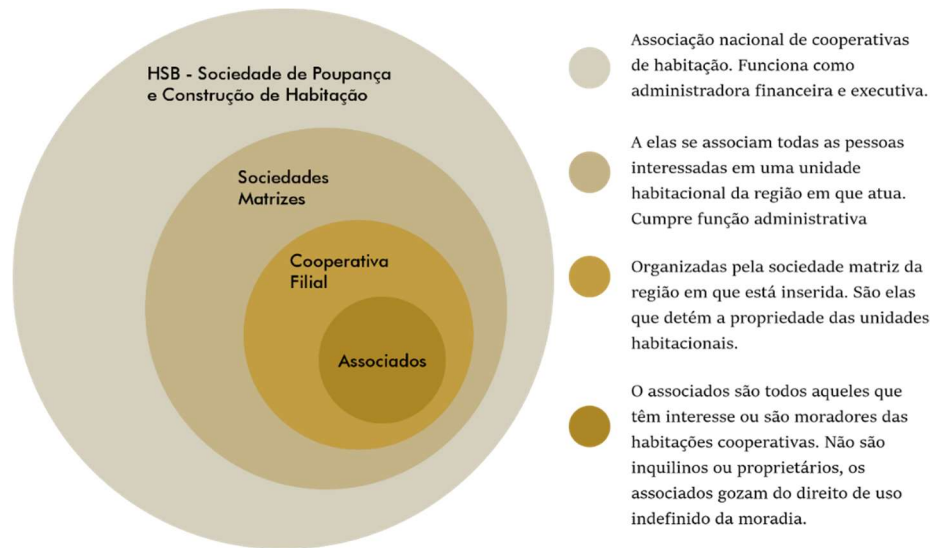 HSB - Sociedade de Poupança
e Construção de Habitação
Sociedades
Matrizes
Cooperativa
Filial
Associados
Associação nacional de cooperativas
de habitação. Funciona como
administradora financeira e executiva.
A elas se associam todas as pessoas
interessadas em uma unidade
habitacional da região em que atua.
Cumpre função administrativa
Organizadas pela sociedade matriz da
região em que está inserida. São elas
que detém a propriedade das unidades
habitacionais.
O associados são todos aqueles que
têm interesse ou são moradores das
habitações cooperativas. Não são
inquilinos ou proprietários, os
associados gozam do direito de uso
indefinido da moradia.